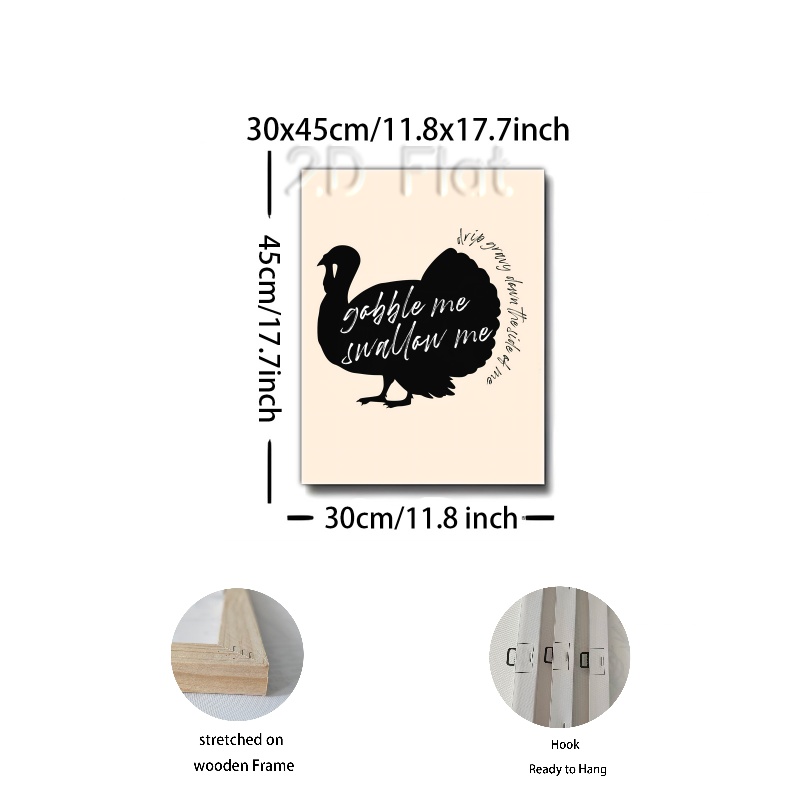 30x45cm/11.8x17.7inch
2D Flat
45cm/17.7inch
gobble me
swallow me
drip gravy down the side of me
30cm/11.8 inch
stretched on
wooden Frame
Hook
Ready to Hang